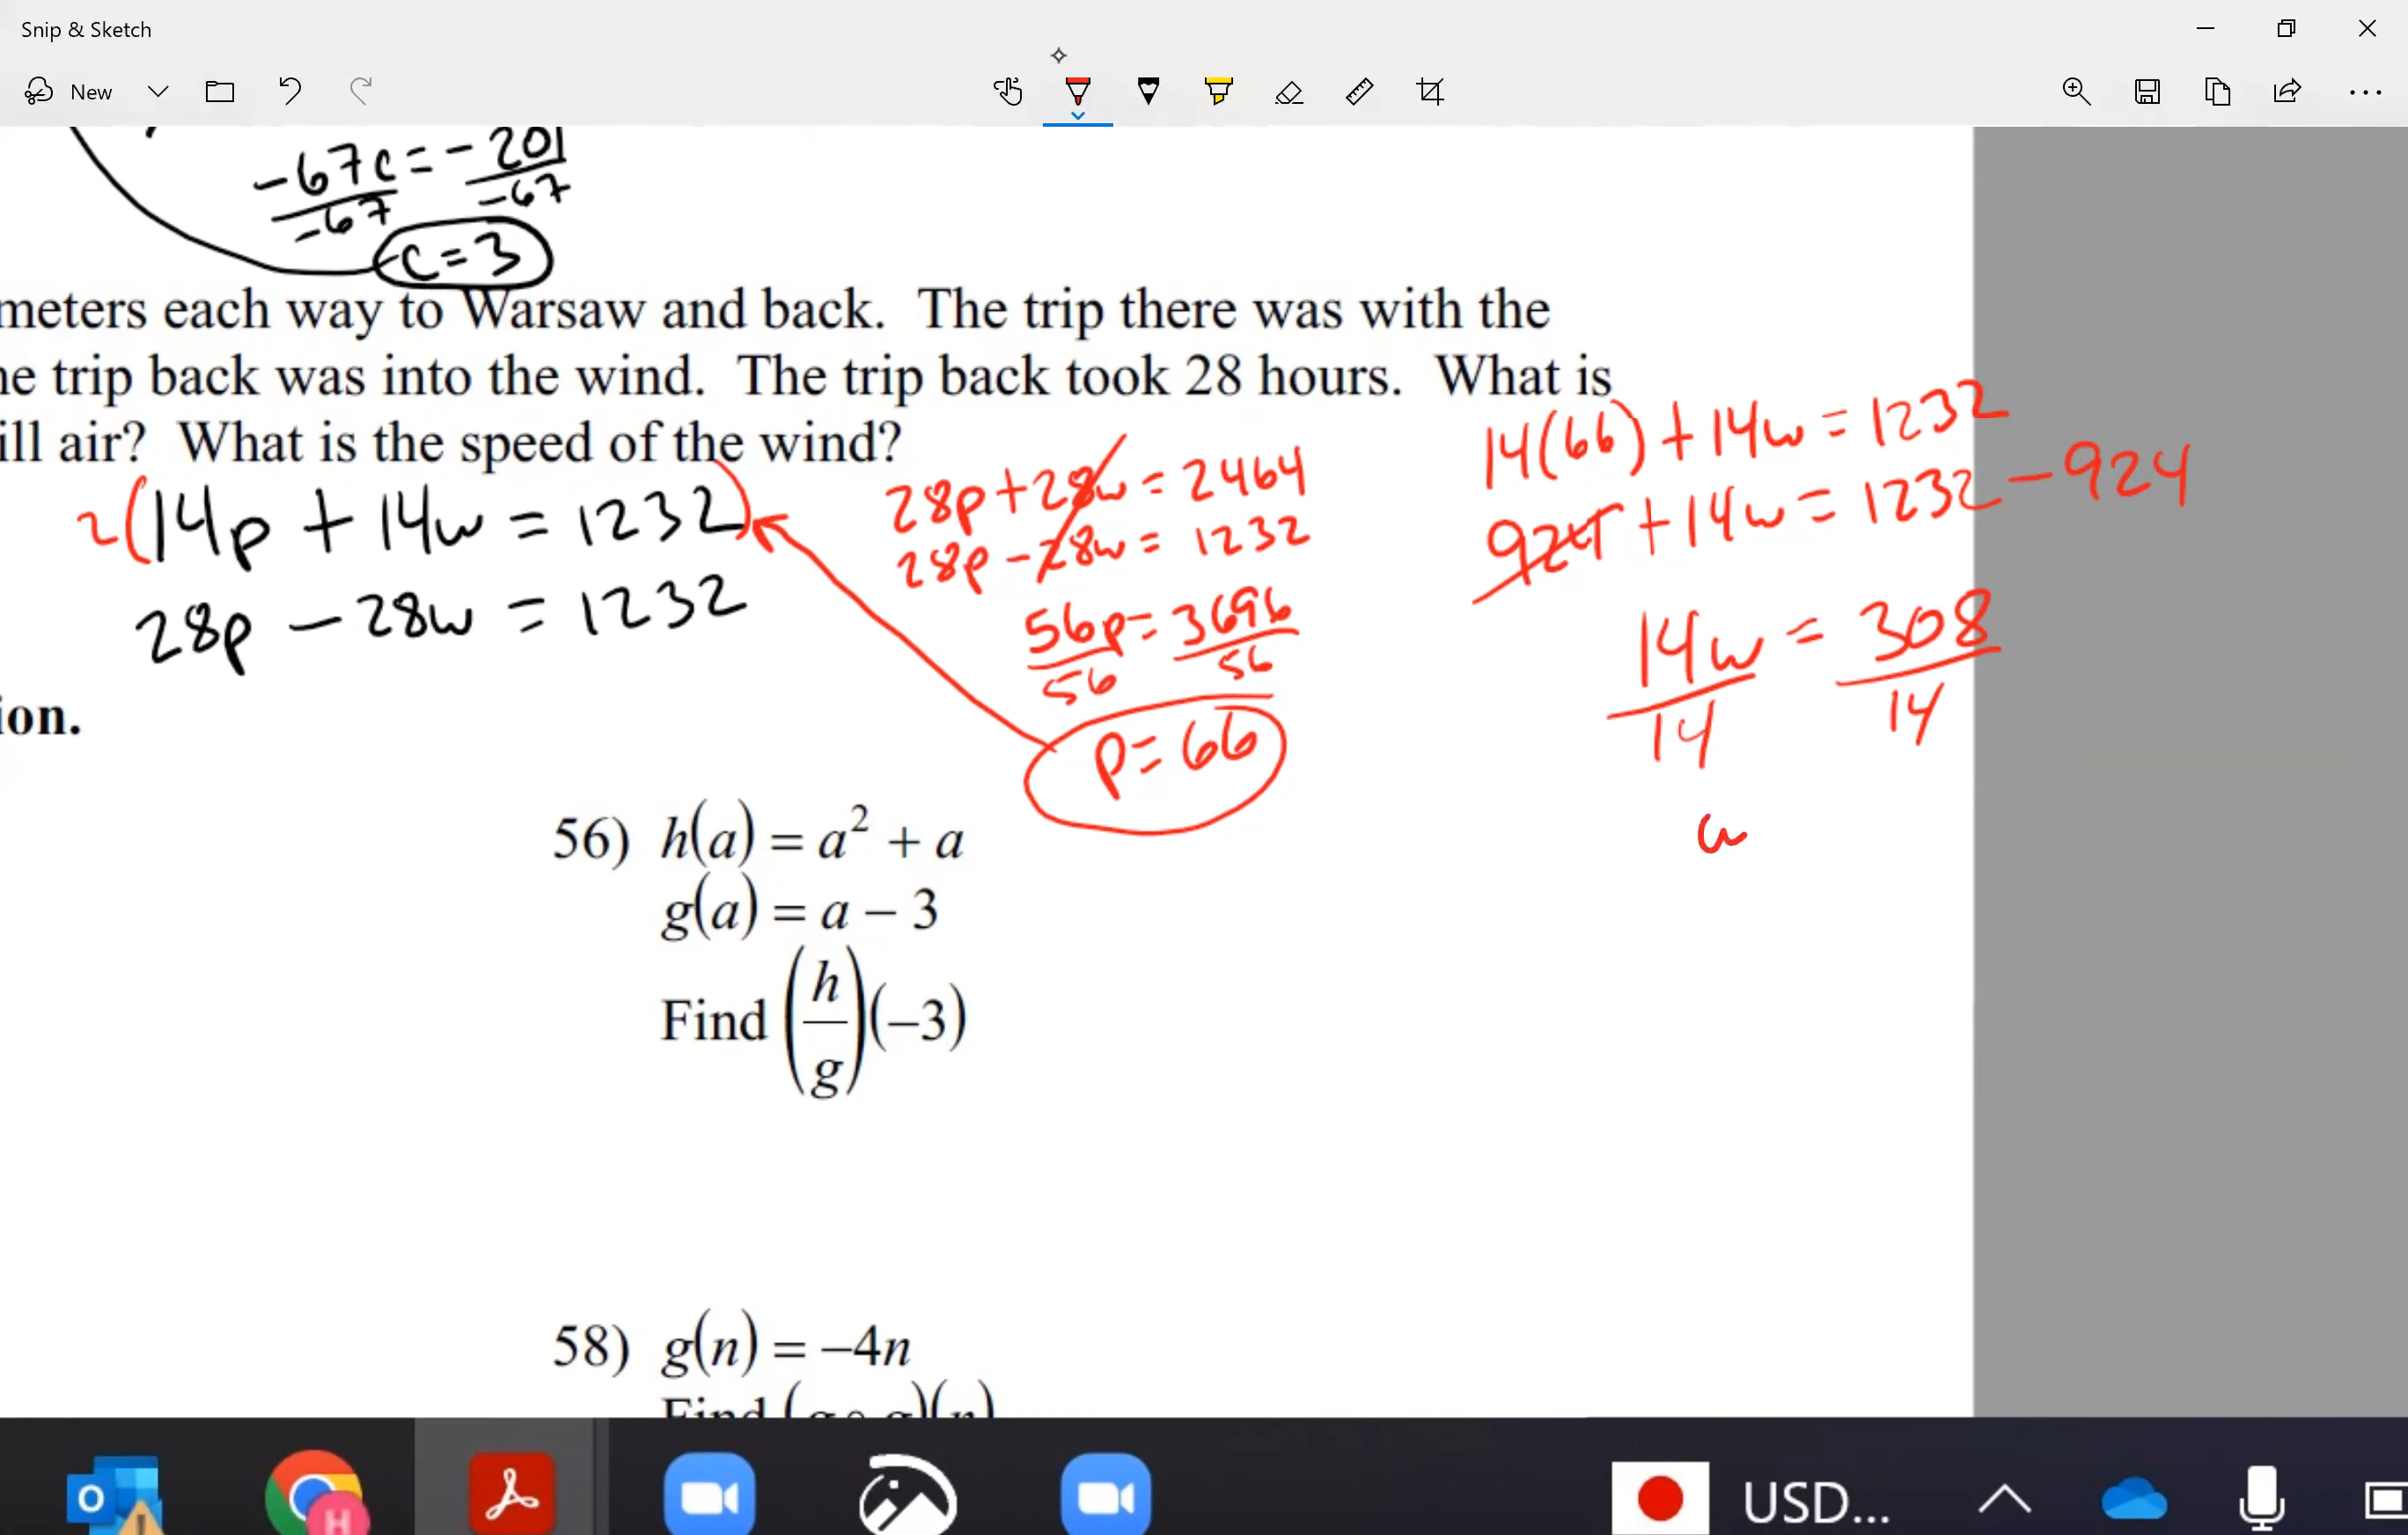 Snip & Sketch
New
-67c = -201
-67 -67
c = 3
meters each way to Warsaw and back. The trip there was with the
he trip back was into the wind. The trip back took 28 hours. What is
ill air? What is the speed of the wind?
2(14p + 14w = 1232)
28p - 28w = 1232
28p + 28w = 2464
28p - 28w = 1232
56p = 3696
56 56
p = 66
14(66) + 14w = 1232
924 + 14w = 1232 - 924
14w = 308
14 14
ion.
56) h(a) = a² + a
g(a) = a − 3
Find (h/g)(−3)
58) g(n) = −4n
Find (g∘g)(n)
USD...